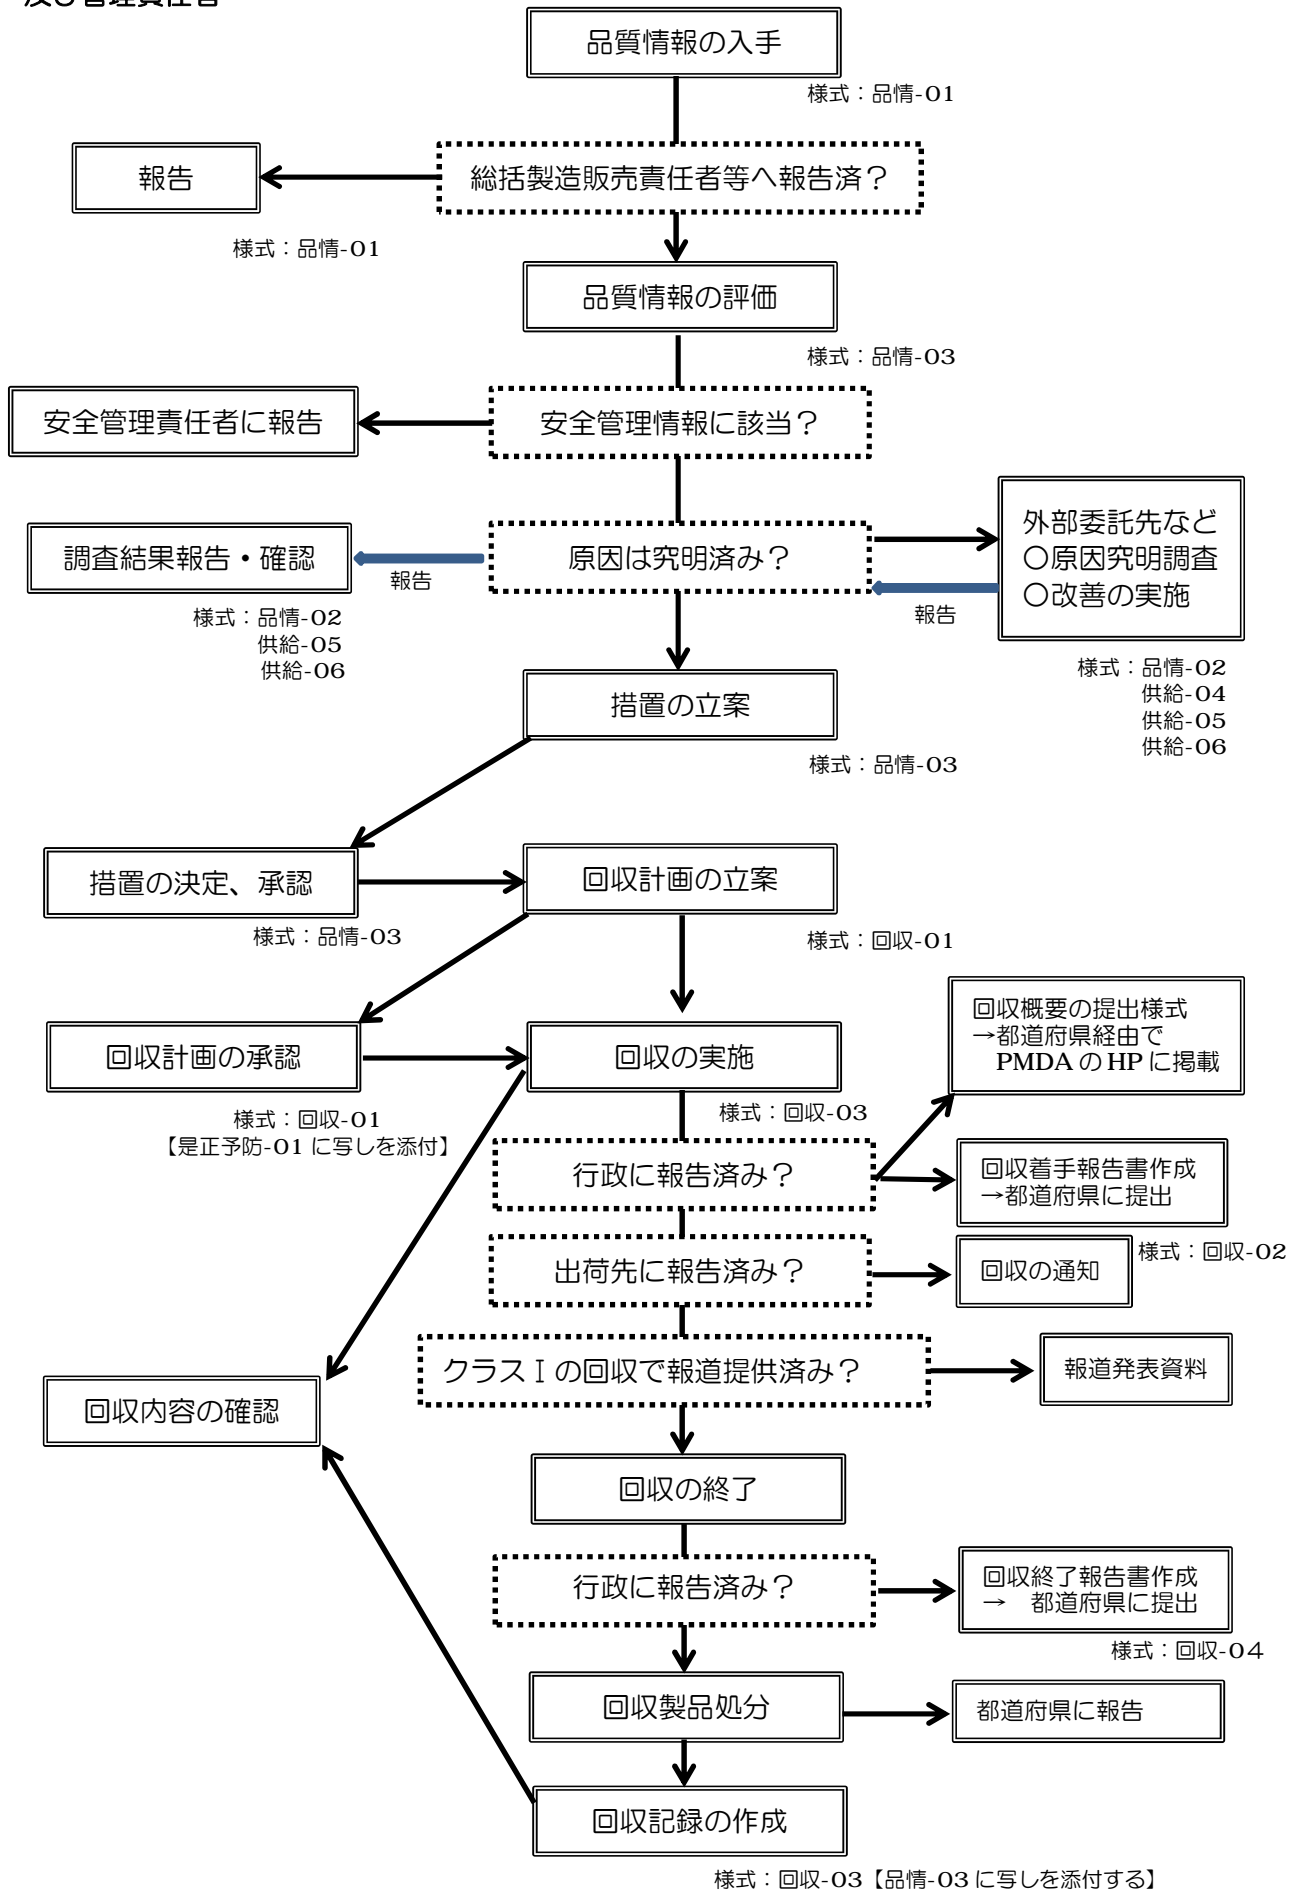 及び管理責任者
品質情報の入手
様式：品情-01
報告
総括製造販売責任者等へ報告済？
様式：品情-01
品質情報の評価
様式：品情-03
安全管理責任者に報告
安全管理情報に該当？
調査結果報告・確認
報告
原因は究明済み？
報告
外部委託先など
○原因究明調査
○改善の実施
様式：品情-02
供給-05
供給-06
様式：品情-02
供給-04
供給-05
供給-06
措置の立案
様式：品情-03
措置の決定、承認
様式：品情-03
回収計画の立案
様式：回収-01
回収計画の承認
様式：回収-01
【是正予防-01 に写しを添付】
回収の実施
様式：回収-03
回収概要の提出様式
→都道府県経由で
PMDA の HP に掲載
行政に報告済み？
回収着手報告書作成
→都道府県に提出
様式：回収-02
出荷先に報告済み？
回収の通知
クラスⅠの回収で報道提供済み？
報道発表資料
回収内容の確認
回収の終了
行政に報告済み？
回収終了報告書作成
→　都道府県に提出
様式：回収-04
回収製品処分
都道府県に報告
回収記録の作成
様式：回収-03【品情-03 に写しを添付する】